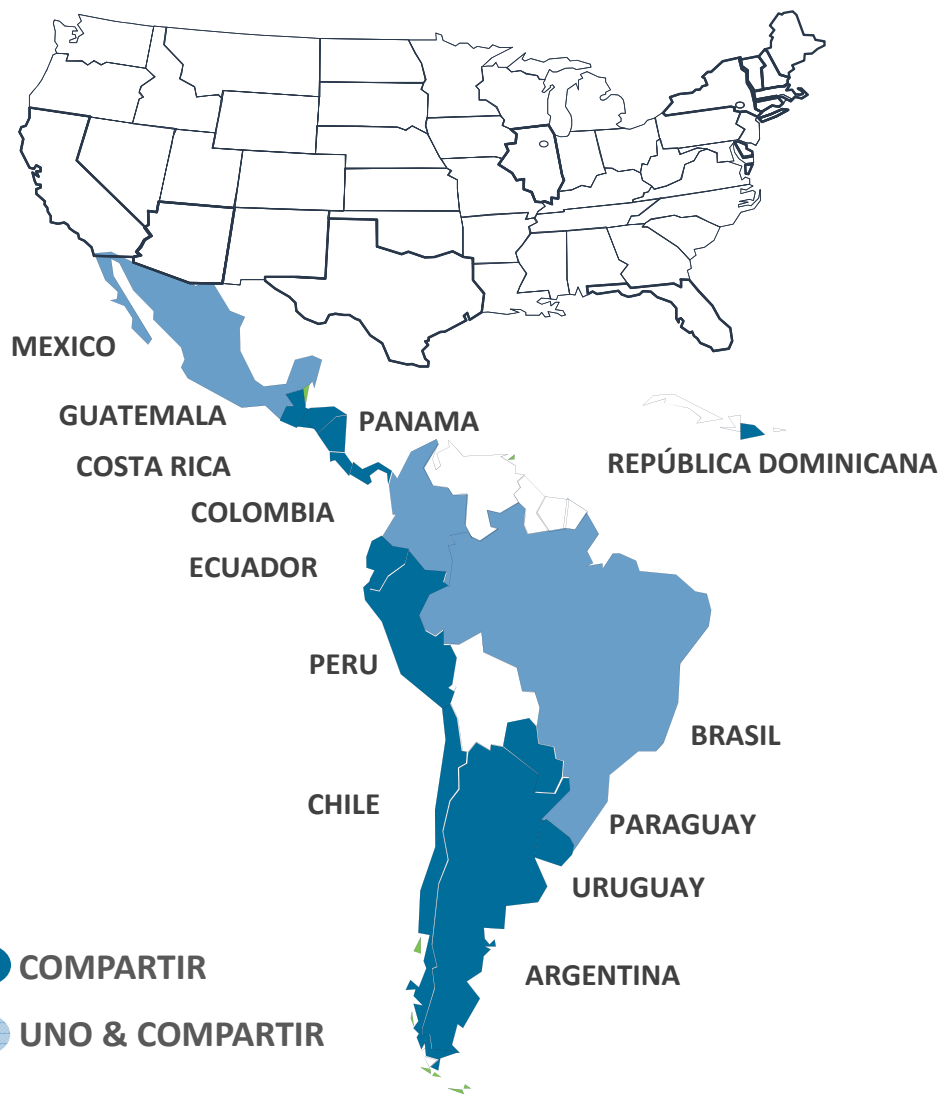 MEXICO
GUATEMALA
PANAMA
COSTA RICA
REPÚBLICA DOMINICANA
COLOMBIA
ECUADOR
PERU
BRASIL
CHILE
PARAGUAY
URUGUAY
COMPARTIR
ARGENTINA
UNO & COMPARTIR